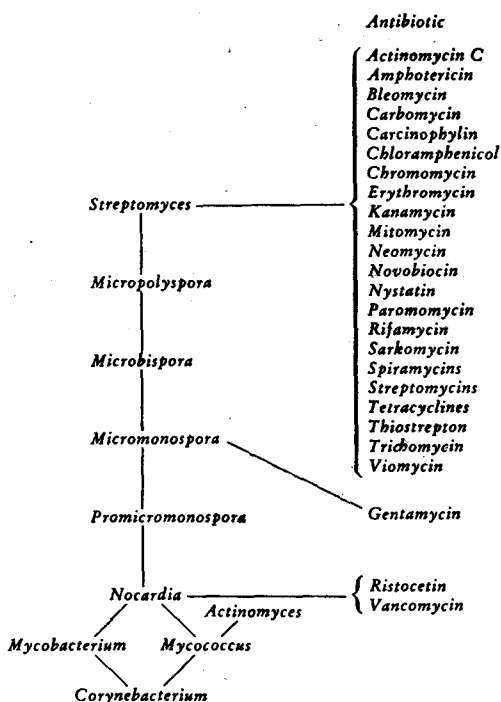 Antibiotic
Actinomycin C
Amphotericin
Bleomycin
Carbomycin
Carcinophylin
Chloramphenicol
Chromomycin
Erythromycin
Streptomyces
Kanamycin
Mitomycin
Neomycin
Novobiocin
Micropolyspora
Nystatin
Paromomycin
Rifamycin
Sarkomycin
Microbispora
Spiramycins
Streptomycins
Tetracyclines
Thiostrepton
Micromonospora
Trichomycin
Viomycin
Promicromonospora
Gentamycin
Nocardia
Ristocetin
Actinomyces
Vancomycin
Mycobacterium
Mycococcus
Corynebacterium